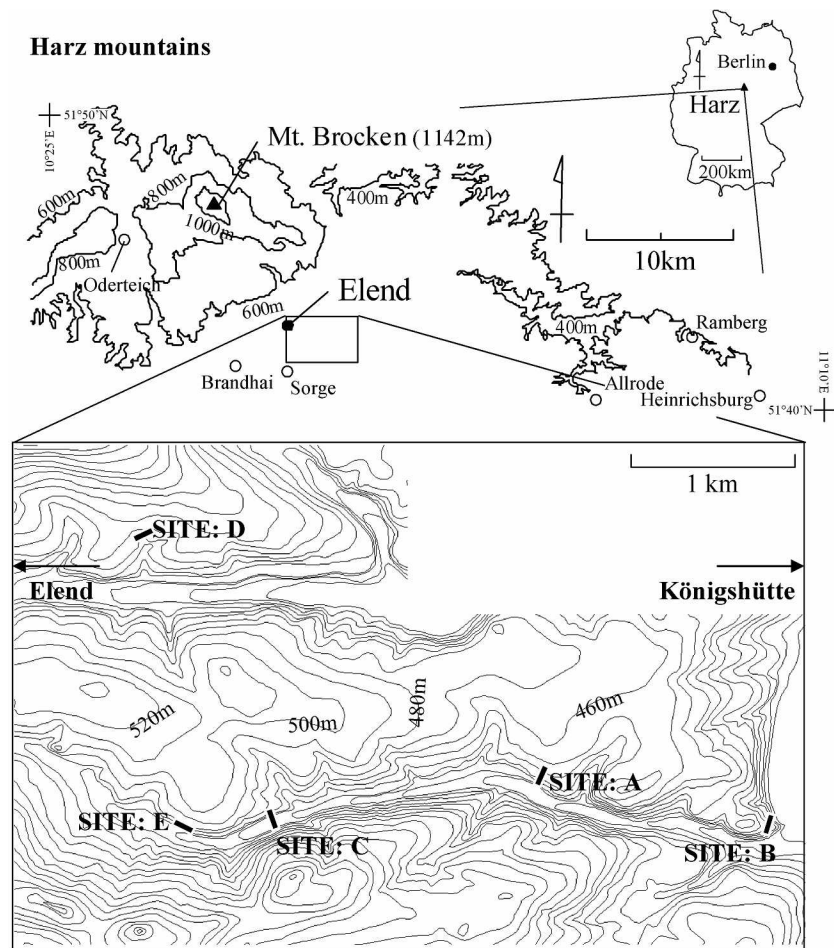 Harz mountains
Berlin
Harz
200km
51°50'N
10°25'E
Mt. Brocken (1142m)
600m
800m
1000m
800m
Oderteich
400m
10km
Elend
600m
400m
Ramberg
Brandhai
Sorge
Allrode
Heinrichsburg
11°10'E
51°40'N
1 km
SITE: D
Elend
Königshütte
520m
500m
480m
460m
SITE: A
SITE: E
SITE: C
SITE: B